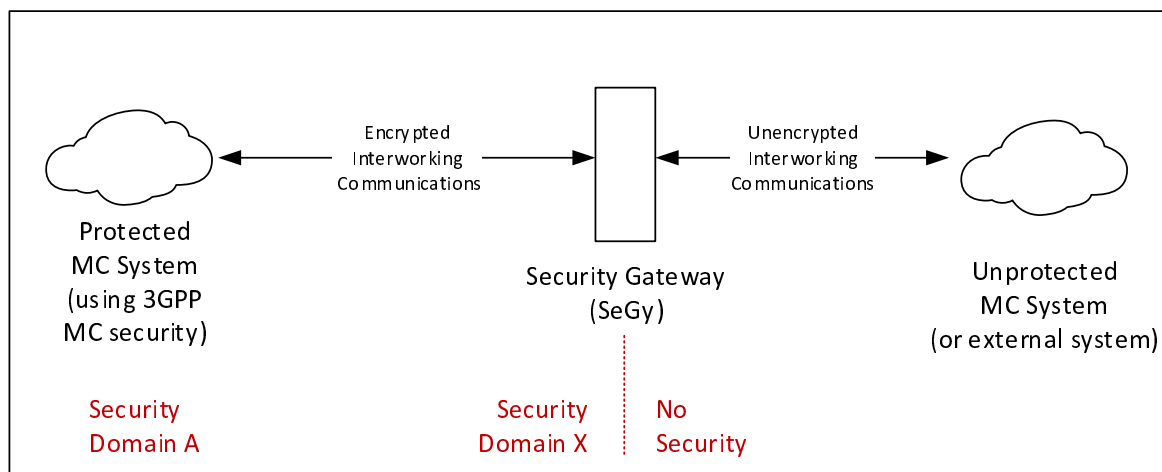 Encrypted
Interworking
Communications
Unencrypted
Interworking
Communications
Protected
MC System
(using 3GPP
MC security)
Security Gateway
(SeGy)
Unprotected
MC System
(or external system)
Security
Domain A
Security
Domain X
No
Security